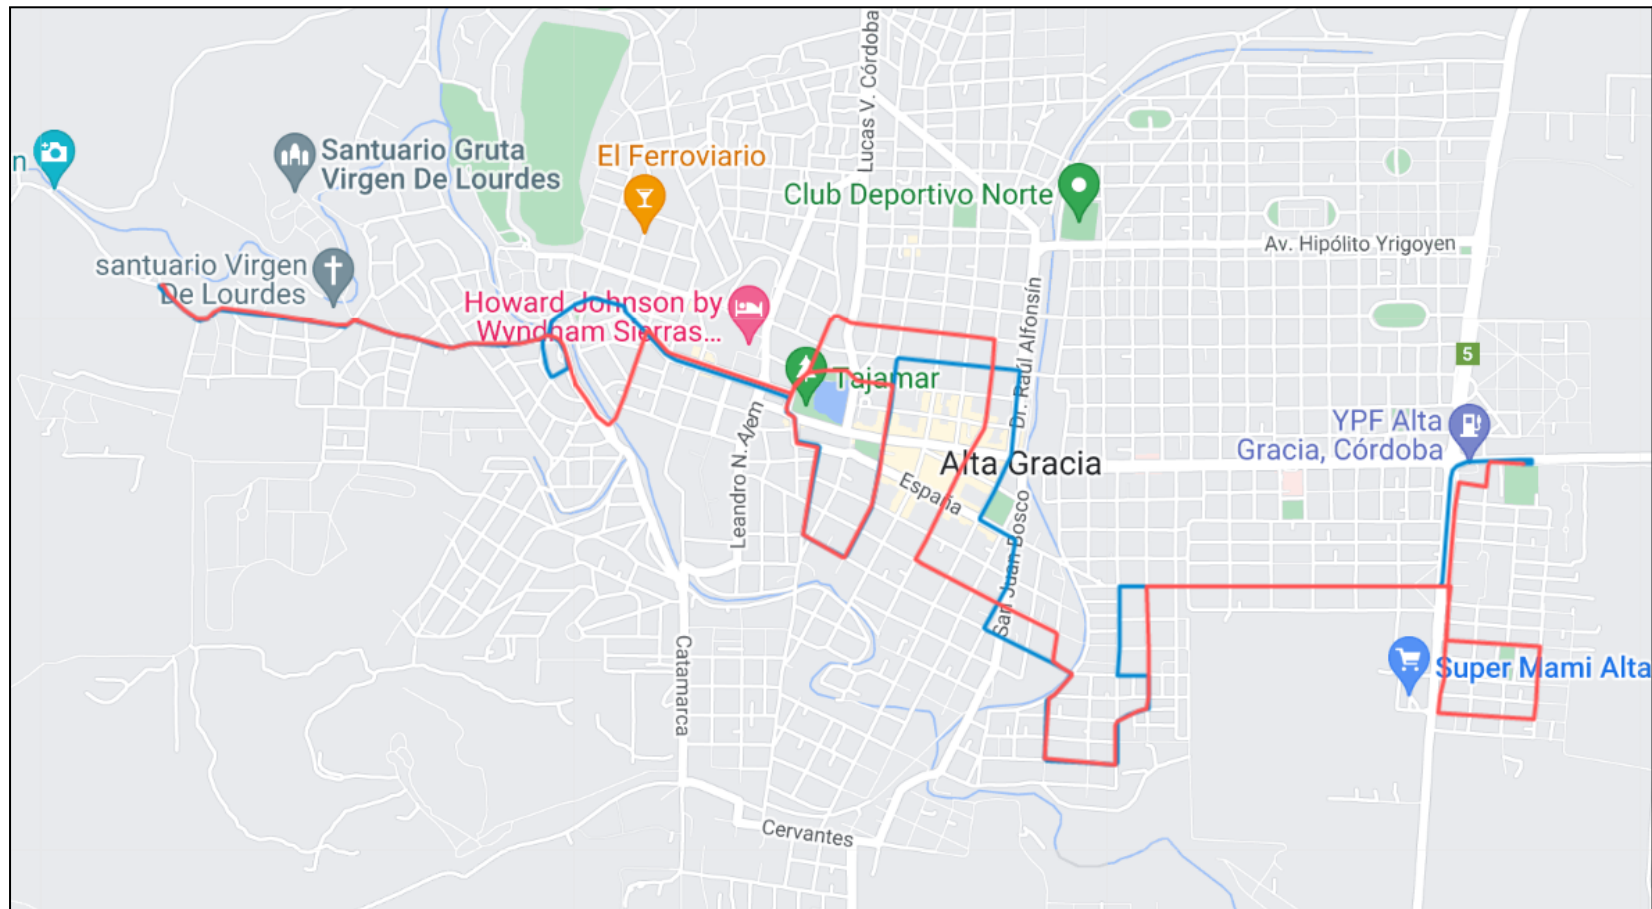 Lucas V. Córdoba
n
Santuario Gruta
Virgen De Lourdes
El Ferroviario
Club Deportivo Norte
Av. Hipólito Yrigoyen
santuario Virgen
De Lourdes
Howard Johnson by
Wyndham Sierras...
Dr. Raúl Alfonsín
5
Tajamar
YPF Alta
Gracia, Córdoba
Leandro N. Alem
Alta Gracia
España
San Juan Bosco
Catamarca
Super Mami Alta
Cervantes